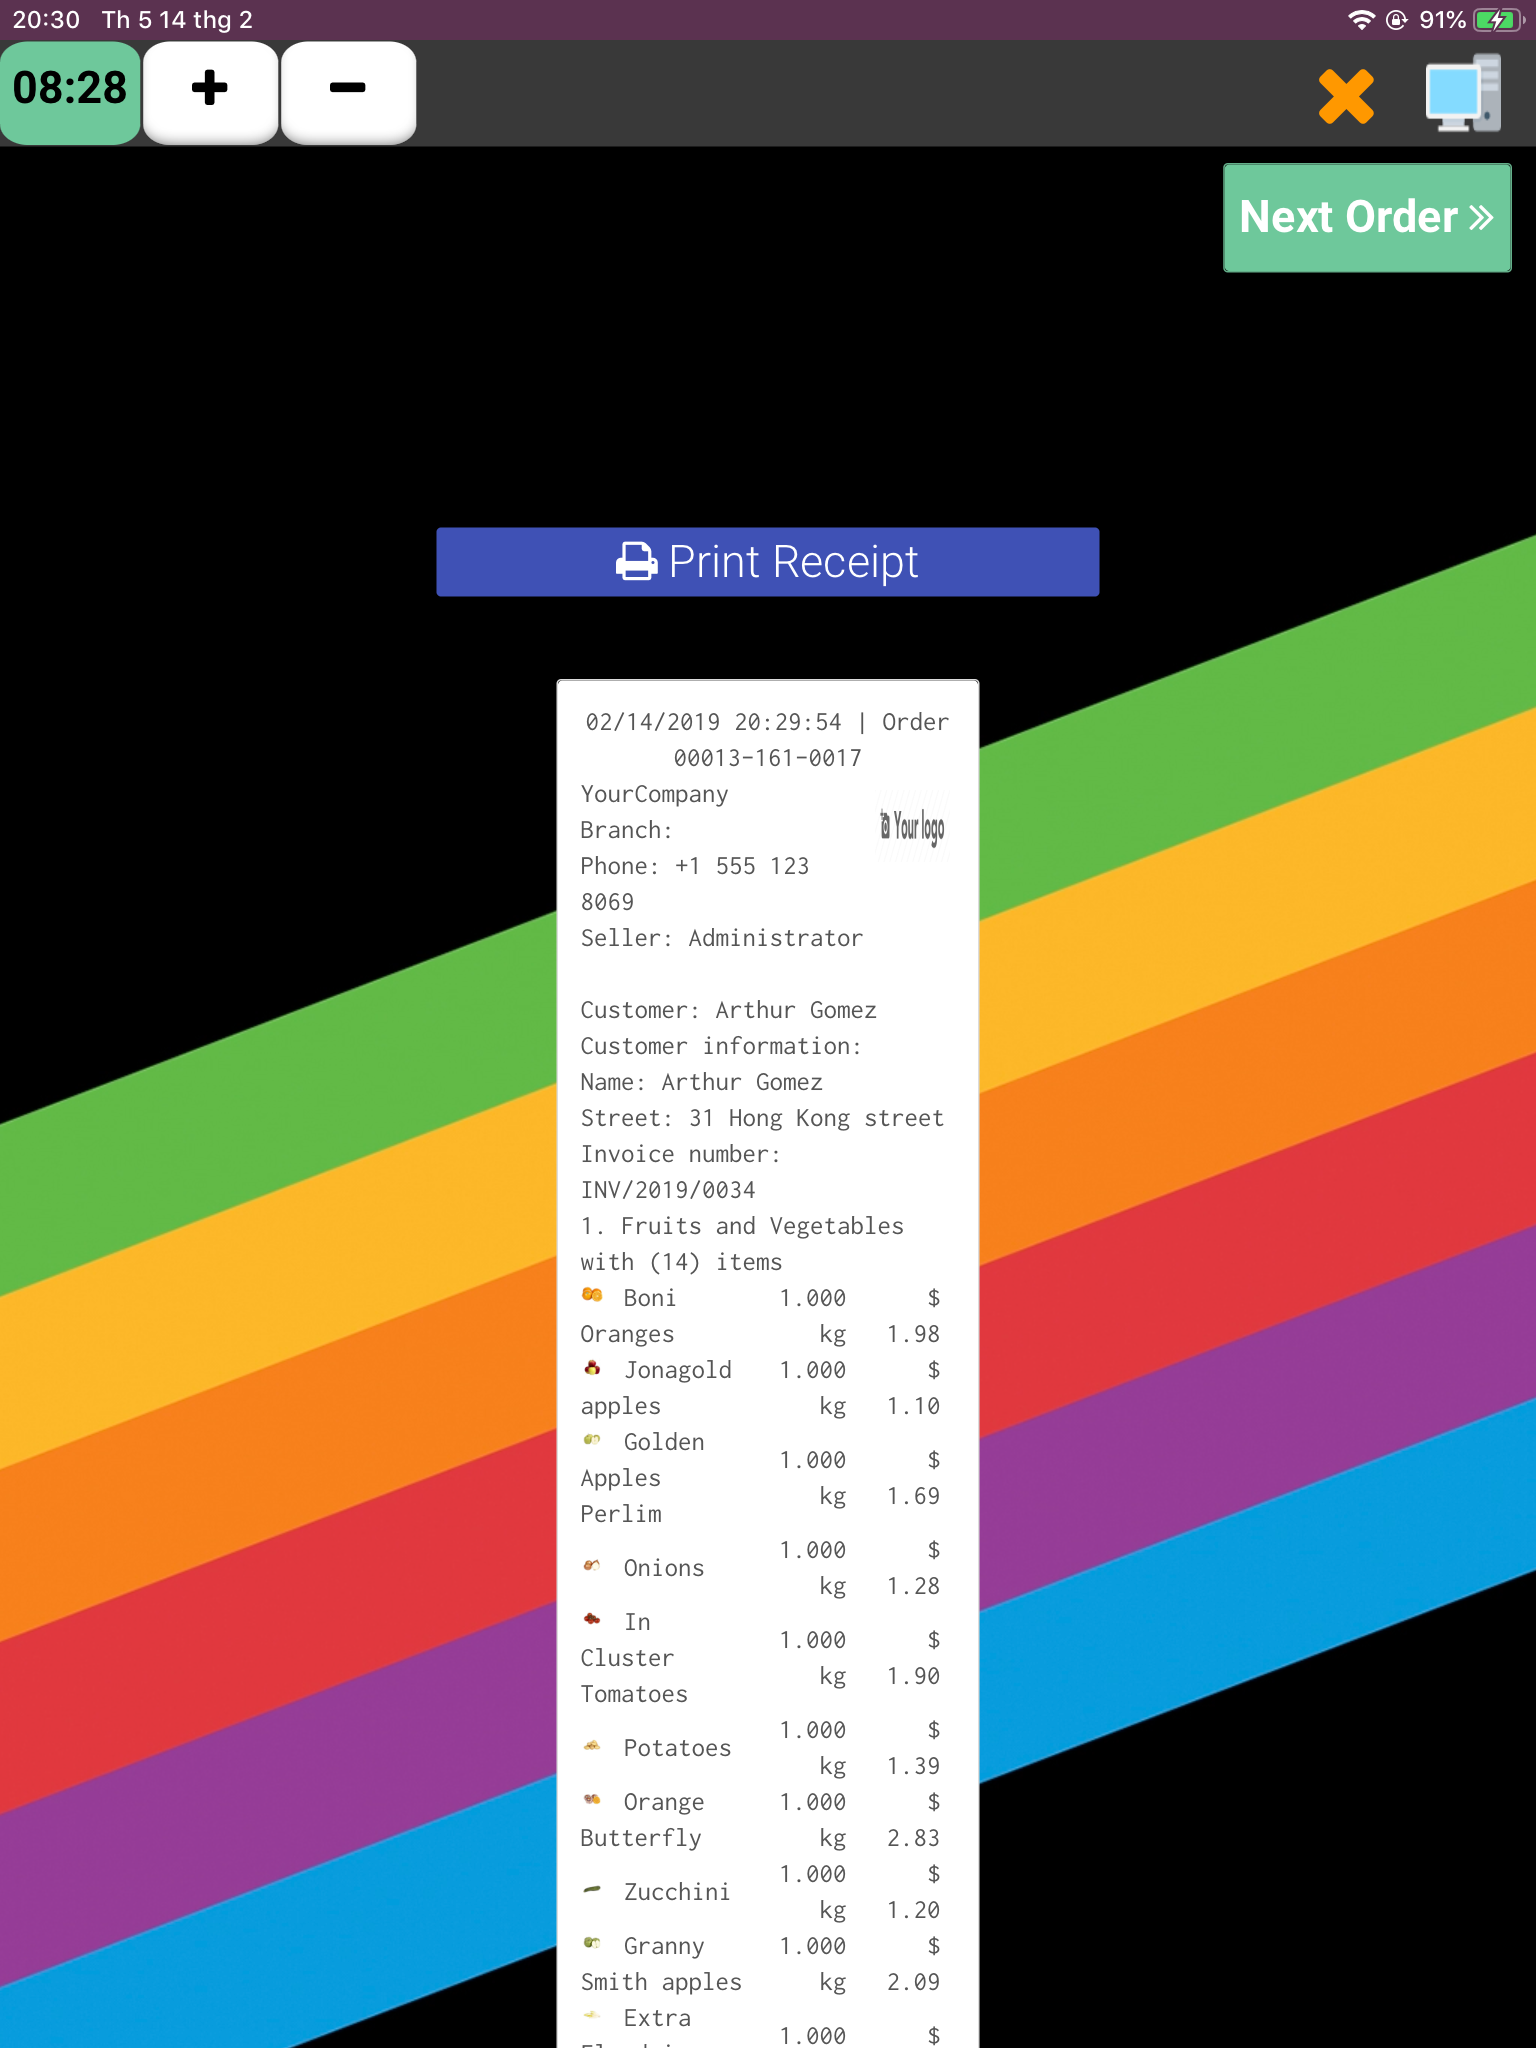 20:30 Th 5 14 thg 2 91%
08:28
Next Order
Print Receipt
02/14/2019 20:29:54 | Order
00013-161-0017
YourCompany
Your logo
Branch:
Phone: +1 555 123
8069
Seller: Administrator
Customer: Arthur Gomez
Customer information:
Name: Arthur Gomez
Street: 31 Hong Kong street
Invoice number:
INV/2019/0034
1. Fruits and Vegetables
with (14) items
Boni 1.000 $
Oranges kg 1.98
Jonagold 1.000 $
apples kg 1.10
Golden
1.000 $
Apples
kg 1.69
Perlim
1.000 $
Onions
kg 1.28
In
1.000 $
Cluster
kg 1.90
Tomatoes
1.000 $
Potatoes
kg 1.39
Orange 1.000 $
Butterfly kg 2.83
1.000 $
Zucchini
kg 1.20
Granny 1.000 $
Smith apples kg 2.09
Extra
1.000 $